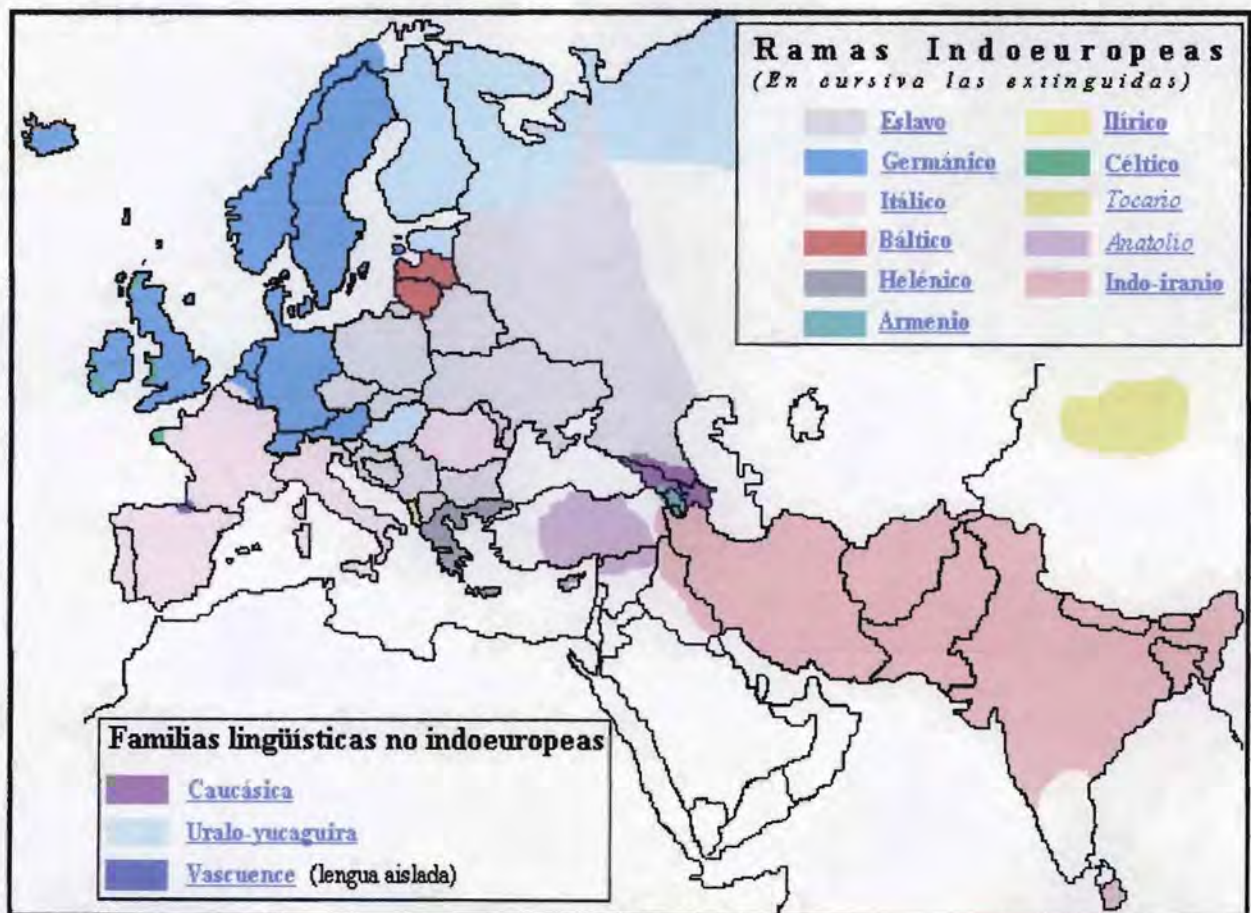 Ramas Indoeuropeas
(En cursiva las extinguidas)
Eslavo
Germánico
Itálico
Báltico
Helénico
Armenio
Ilírico
Céltico
Tocario
Anatolio
Indo-iranio
Familias lingüísticas no indoeuropeas
Caucásica
Uralo-yucaguira
Vascuence (lengua aislada)